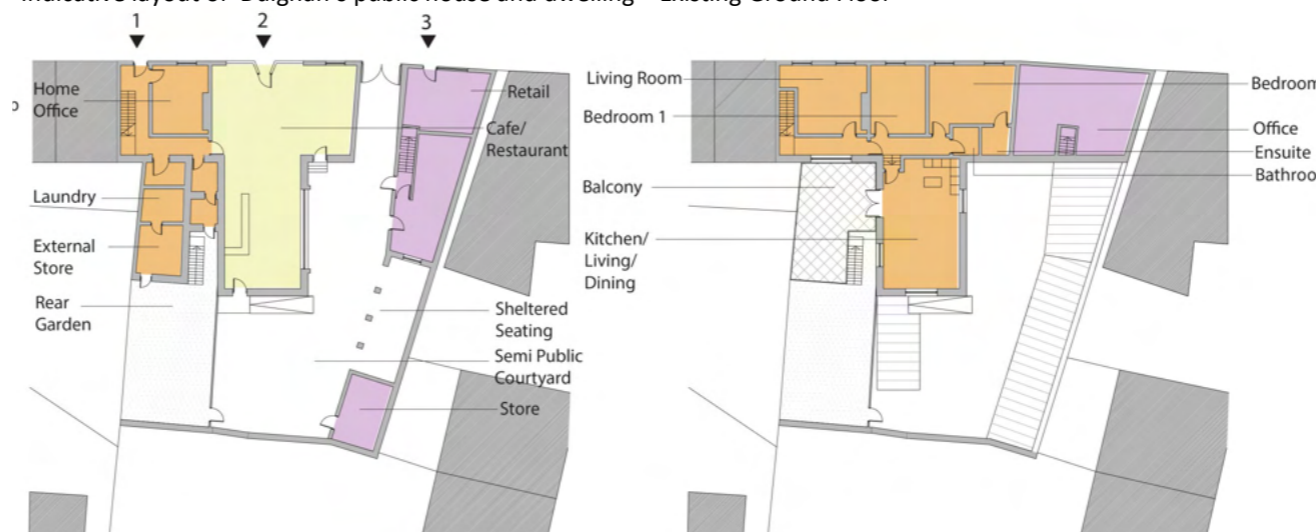 1
2
3
Home
Office
Retail
Cafe/
Restaurant
Laundry
External
Store
Rear
Garden
Sheltered
Seating
Semi Public
Courtyard
Store
Living Room
Bedroom 1
Balcony
Kitchen/
Living/
Dining
Bedroom
Office
Ensuite
Bathroo